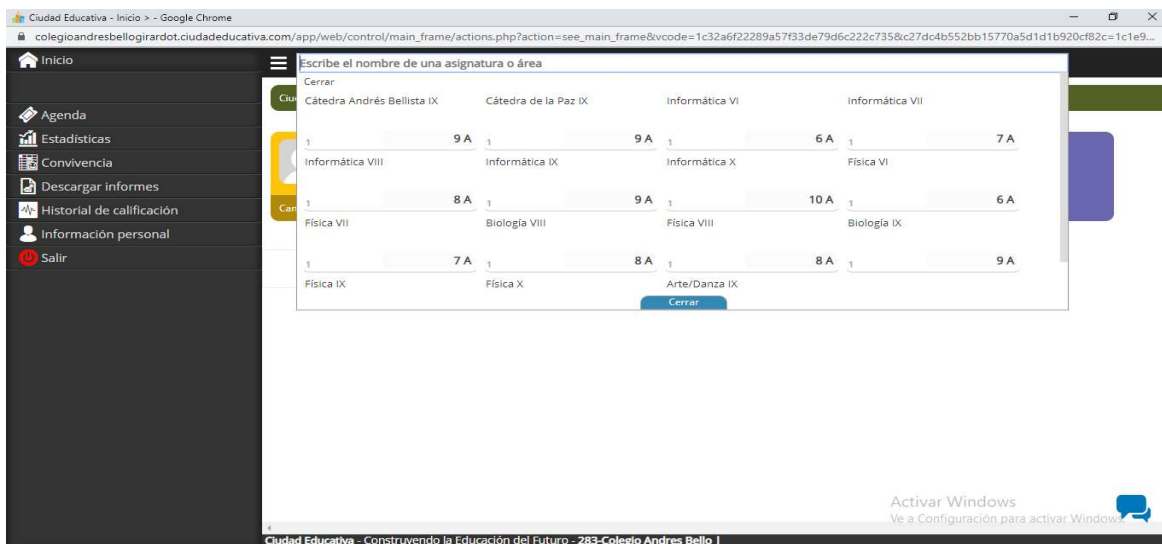 Ciudad Educativa - Inicio > - Google Chrome
colegioandresbellogirardot.ciudadeducativa.com/app/web/control/main_frame/actions.php?action=see_main_frame&vcode=1c32a6f22289a57f33de79d6c222c735&c27dc4b552bb15770a5d1d1b920cf82c=1c1e9...
Inicio
Agenda
Estadísticas
Convivencia
Descargar informes
Historial de calificación
Información personal
Salir
Escribe el nombre de una asignatura o área
Cerrar
Ciu
Cátedra Andrés Bellista IX Cátedra de la Paz IX Informática VI Informática VII
1 9 A 1 9 A 1 6 A 1 7 A
Informática VIII Informática IX Informática X Física VI
Can
1 8 A 1 9 A 1 10 A 1 6 A
Física VII Biología VIII Física VIII Biología IX
1 7 A 1 8 A 1 8 A 1 9 A
Física IX Física X Arte/Danza IX
Cerrar
Activar Windows
Ve a Configuración para activar Windows.
Ciudad Educativa - Construyendo la Educación del Futuro - 283-Colegio Andres Bello |